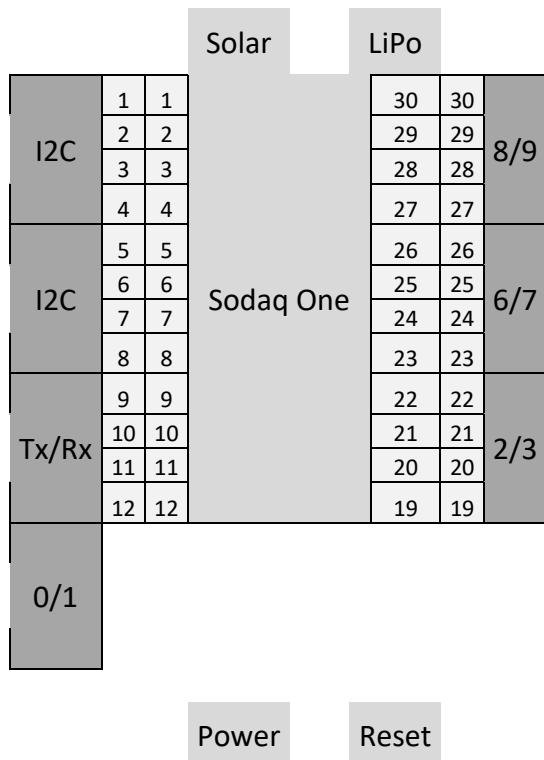 Solar LiPo
1 1 30 30
2 2 29 29
I2C 8/9
3 3 28 28
4 4 27 27
5 5 26 26
6 6 25 25
I2C Sodaq One 6/7
7 7 24 24
8 8 23 23
9 9 22 22
10 10 21 21
Tx/Rx 2/3
11 11 20 20
12 12 19 19
0/1
Power Reset